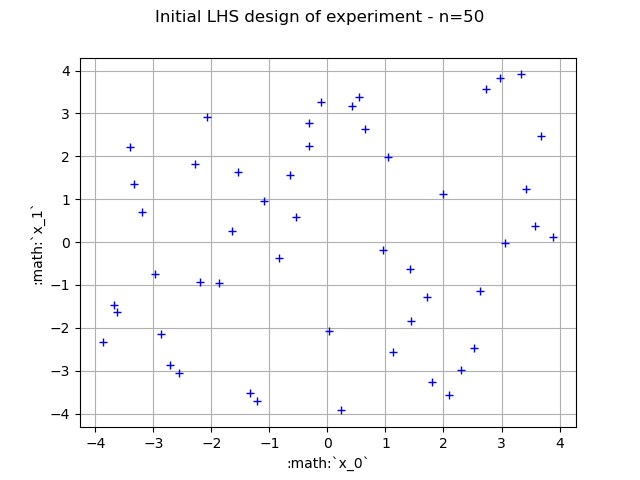 Initial LHS design of experiment - n=50
4
3
2
1
0
−1
−2
−3
−4
:math:`x_1`
−4 −3 −2 −1 0 1 2 3 4
:math:`x_0`